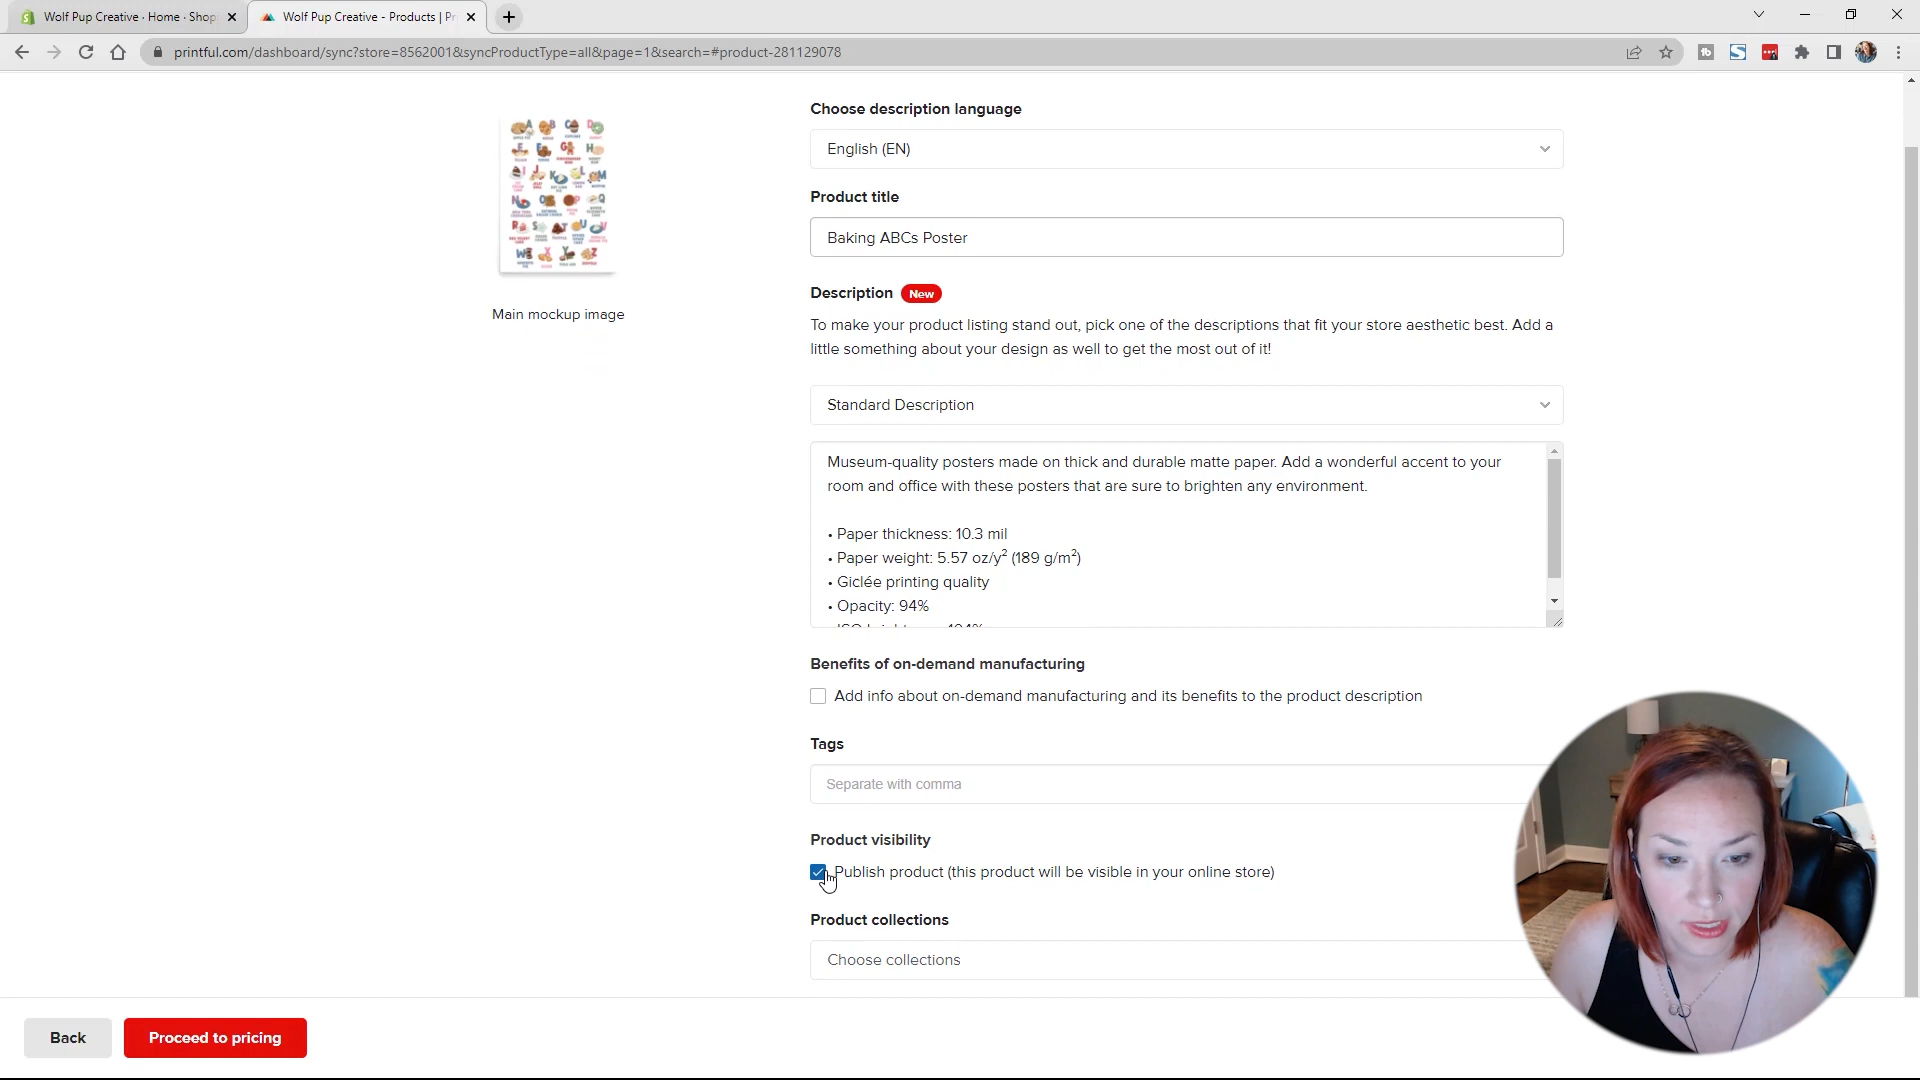 Wolf Pup Creative · Home · Shop
Wolf Pup Creative - Products | Pr
printful.com/dashboard/sync?store=8562001&syncProductType=all&page=1&search=#product-281129078
Choose description language
English (EN)
Product title
Baking ABCs Poster
Main mockup image
Description New
To make your product listing stand out, pick one of the descriptions that fit your store aesthetic best. Add a
little something about your design as well to get the most out of it!
Standard Description
Museum-quality posters made on thick and durable matte paper. Add a wonderful accent to your
room and office with these posters that are sure to brighten any environment.
• Paper thickness: 10.3 mil
• Paper weight: 5.57 oz/y² (189 g/m²)
• Giclée printing quality
• Opacity: 94%
Benefits of on-demand manufacturing
Add info about on-demand manufacturing and its benefits to the product description
Tags
Separate with comma
Product visibility
Publish product (this product will be visible in your online store)
Product collections
Choose collections
Back
Proceed to pricing